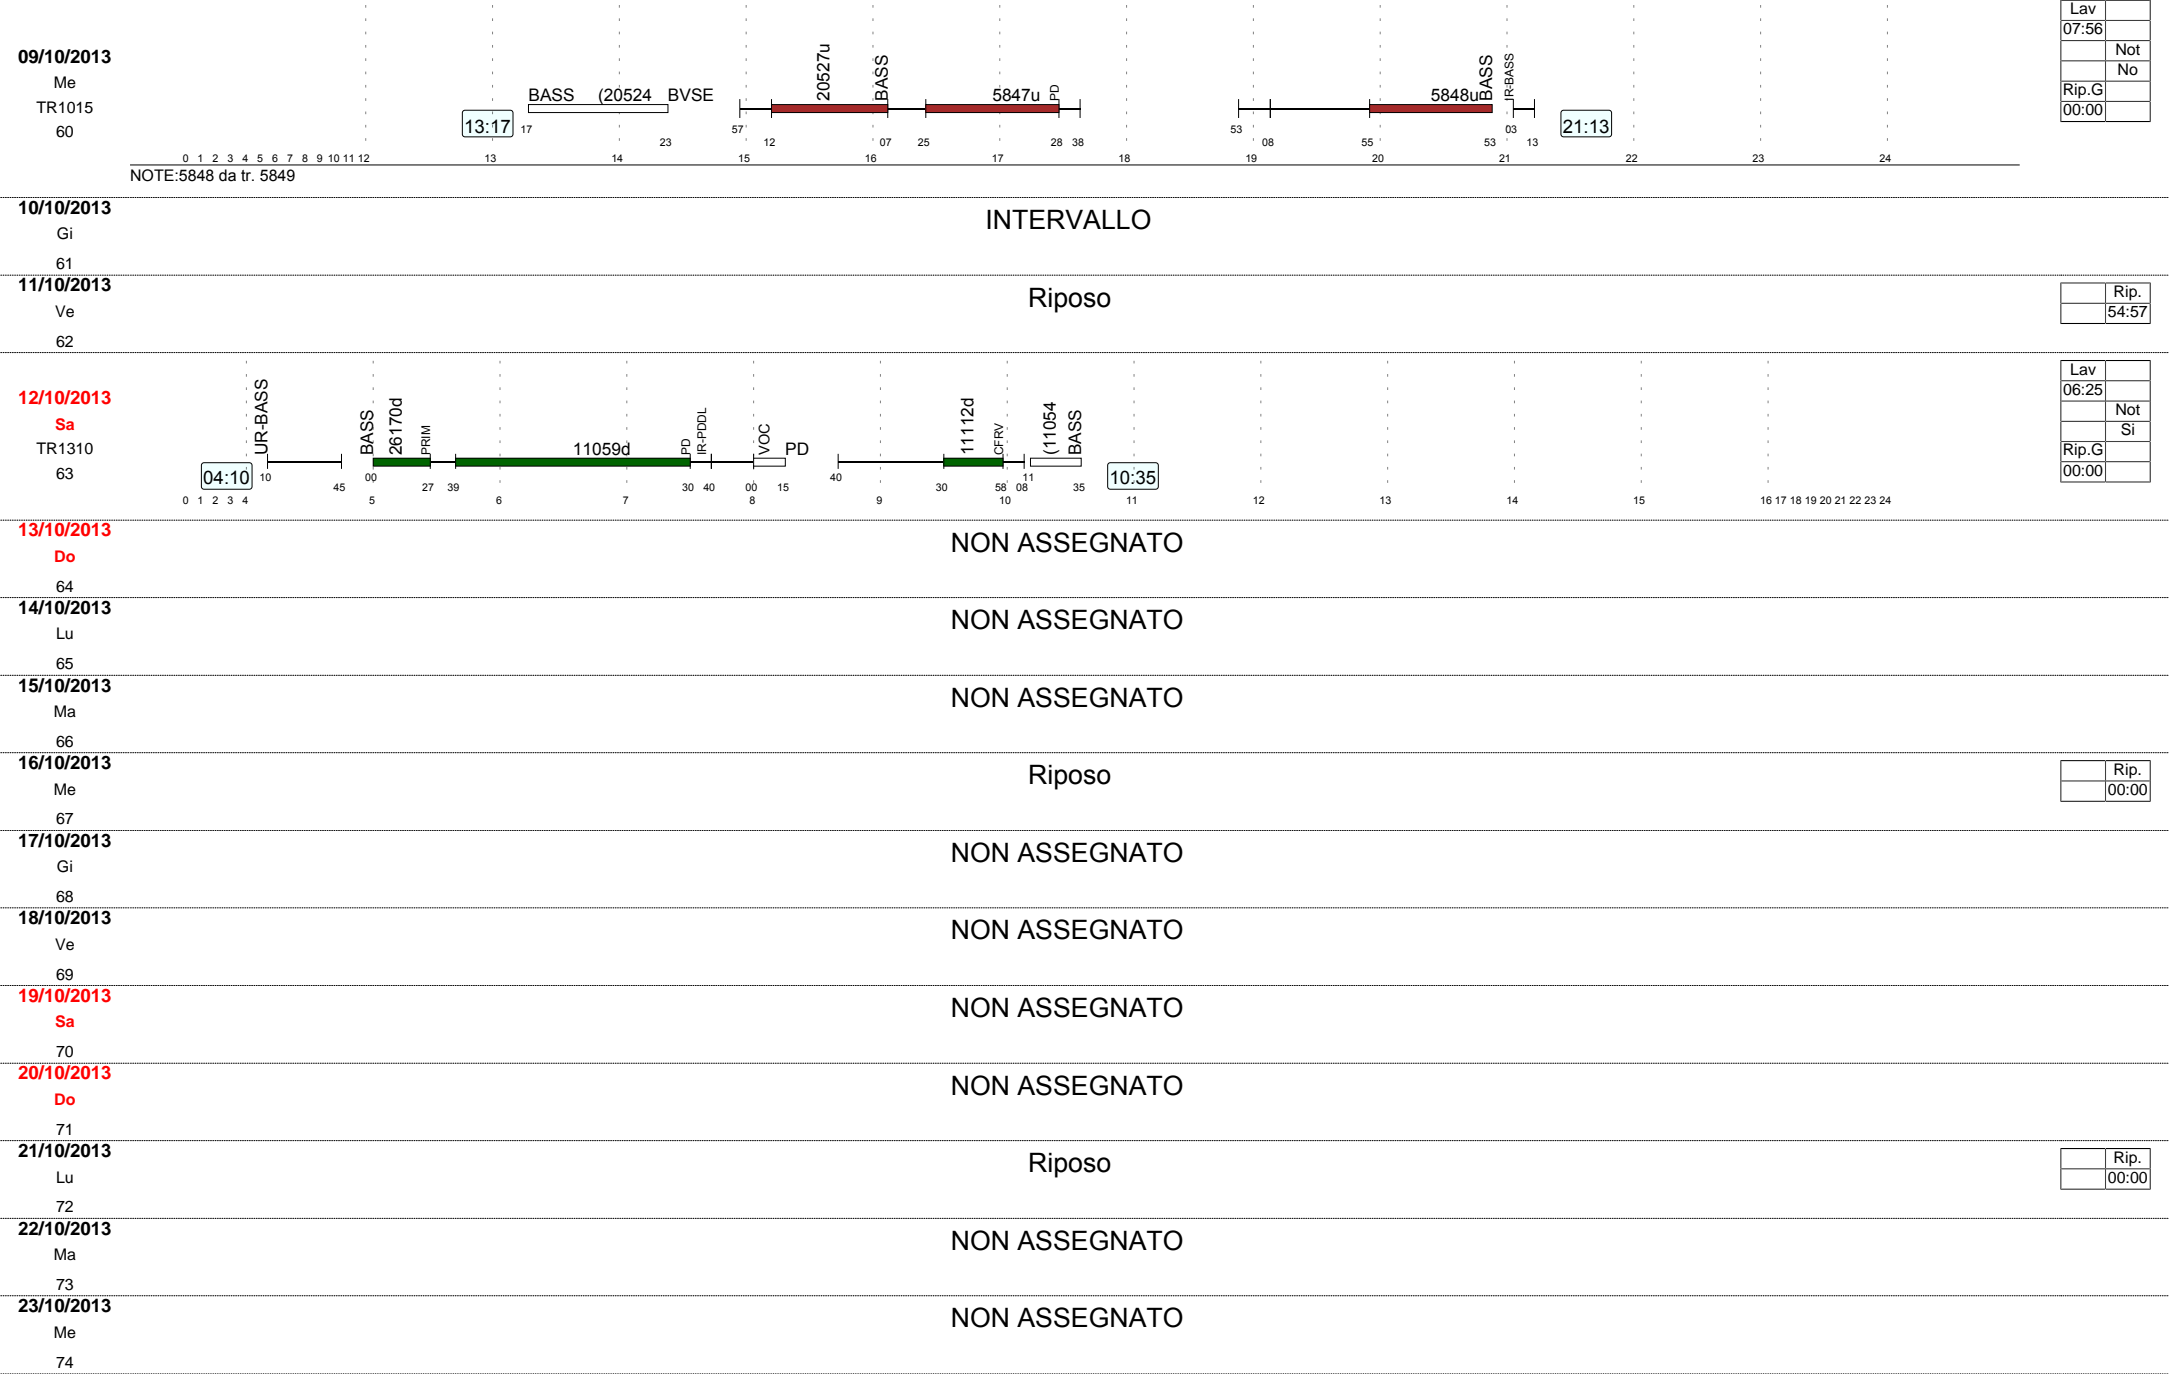 09/10/2013
Me
TR1015
60
13:17
BASS (20524 BVSE
20527u
BASS
5847u
PD
5848u
BASS
IR-BASS
21:13
17 23 57 12 07 25 28 38 53 08 55 53 03 13
0 1 2 3 4 5 6 7 8 9 10 11 12 13 14 15 16 17 18 19 20 21 22 23 24
NOTE:5848 da tr. 5849
Lav
07:56
Not
No
Rip.G
00:00
10/10/2013
Gi
61
INTERVALLO
11/10/2013
Ve
62
Riposo
Rip.
54:57
12/10/2013
Sa
TR1310
63
04:10
UR-BASS
BASS
26170d
PRIM
11059d
PD
IR-PDDL
VOC
PD
11112d
CFRV
(11054
BASS
10:35
10 45 00 27 39 30 40 00 15 40 30 58 08 11 35
0 1 2 3 4 5 6 7 8 9 10 11 12 13 14 15 16 17 18 19 20 21 22 23 24
Lav
06:25
Not
Si
Rip.G
00:00
13/10/2013
Do
64
NON ASSEGNATO
14/10/2013
Lu
65
NON ASSEGNATO
15/10/2013
Ma
66
NON ASSEGNATO
16/10/2013
Me
67
Riposo
Rip.
00:00
17/10/2013
Gi
68
NON ASSEGNATO
18/10/2013
Ve
69
NON ASSEGNATO
19/10/2013
Sa
70
NON ASSEGNATO
20/10/2013
Do
71
NON ASSEGNATO
21/10/2013
Lu
72
Riposo
Rip.
00:00
22/10/2013
Ma
73
NON ASSEGNATO
23/10/2013
Me
74
NON ASSEGNATO